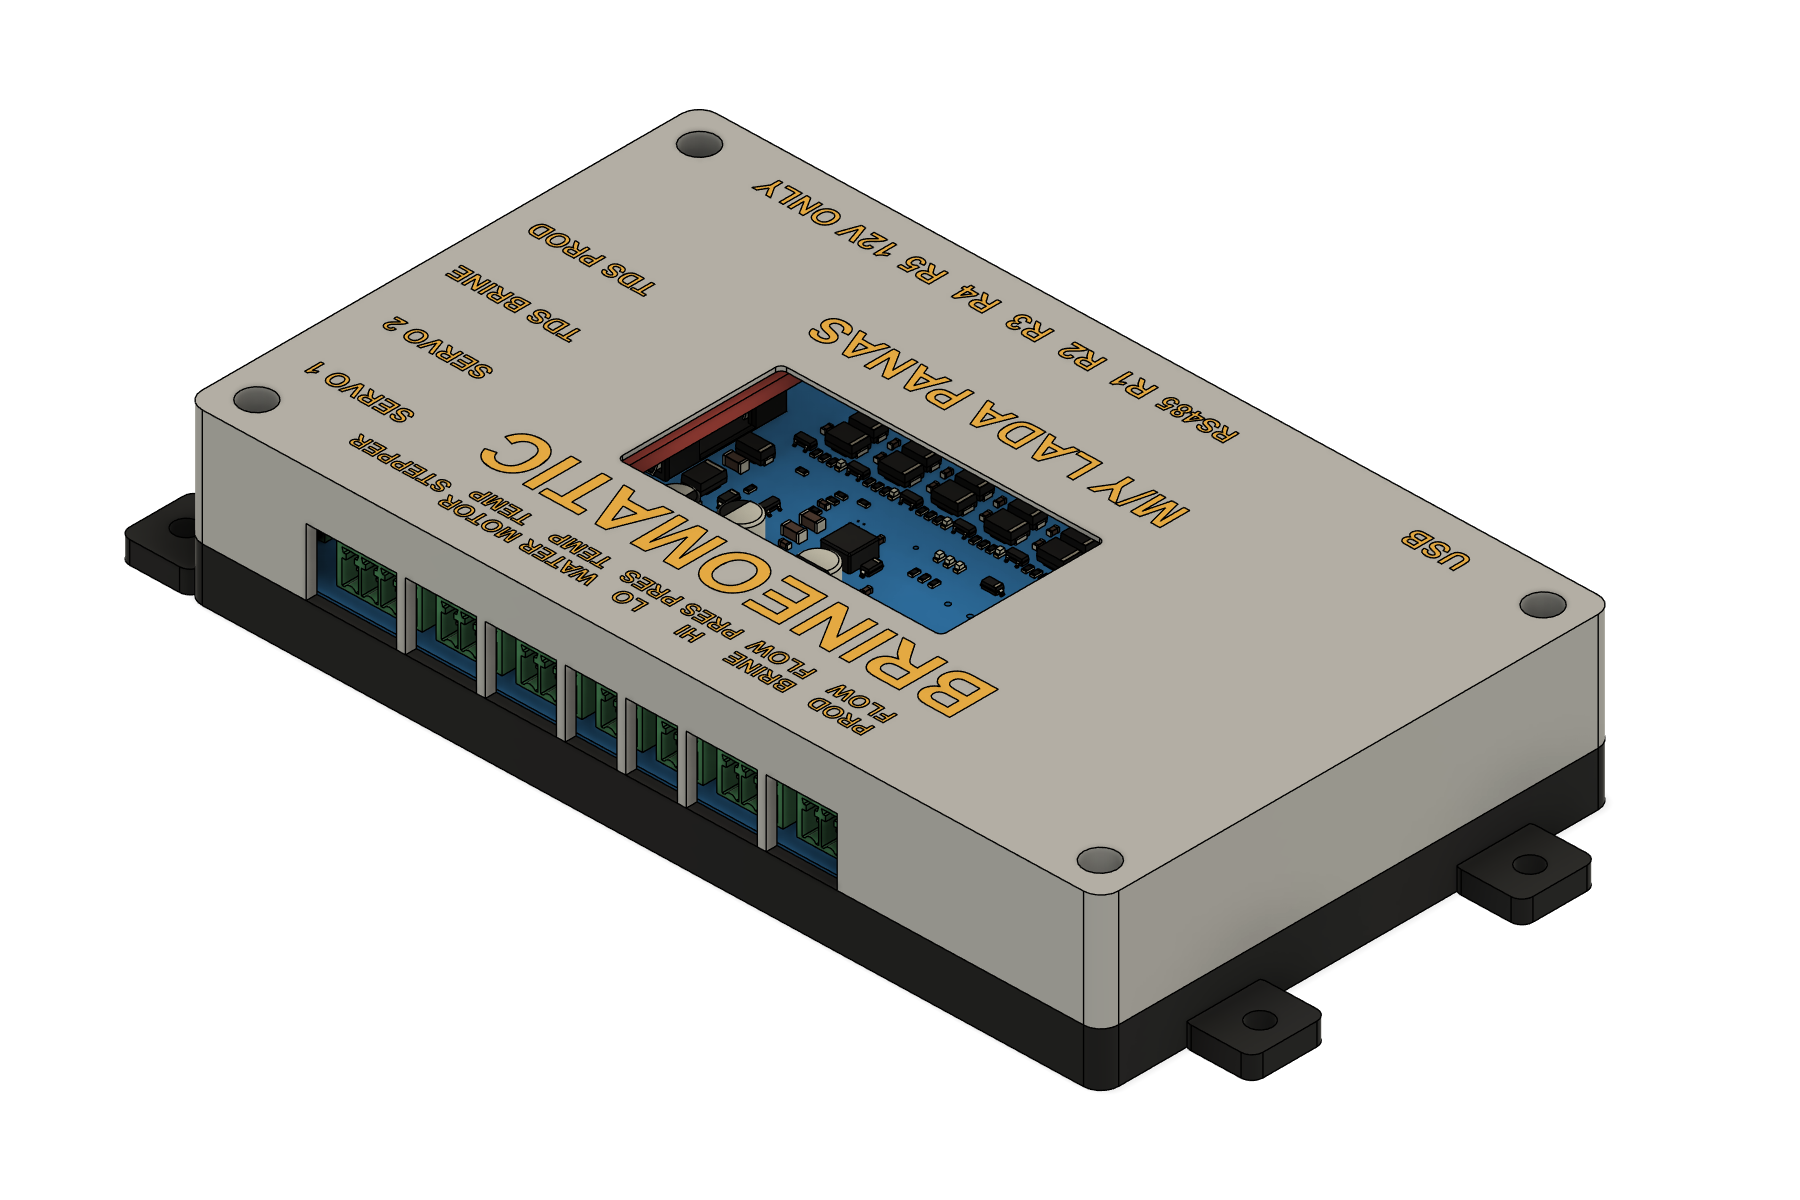 PROD BRINE HI LO WATER MOTOR STEPPER
FLOW FLOW PRES PRES TEMP TEMP
BRINEOMATIC
SERVO 1
SERVO 2
TDS BRINE
TDS PROD
M/Y LADA PANAS
USB
RS485 R1 R2 R3 R4 R5 12V ONLY